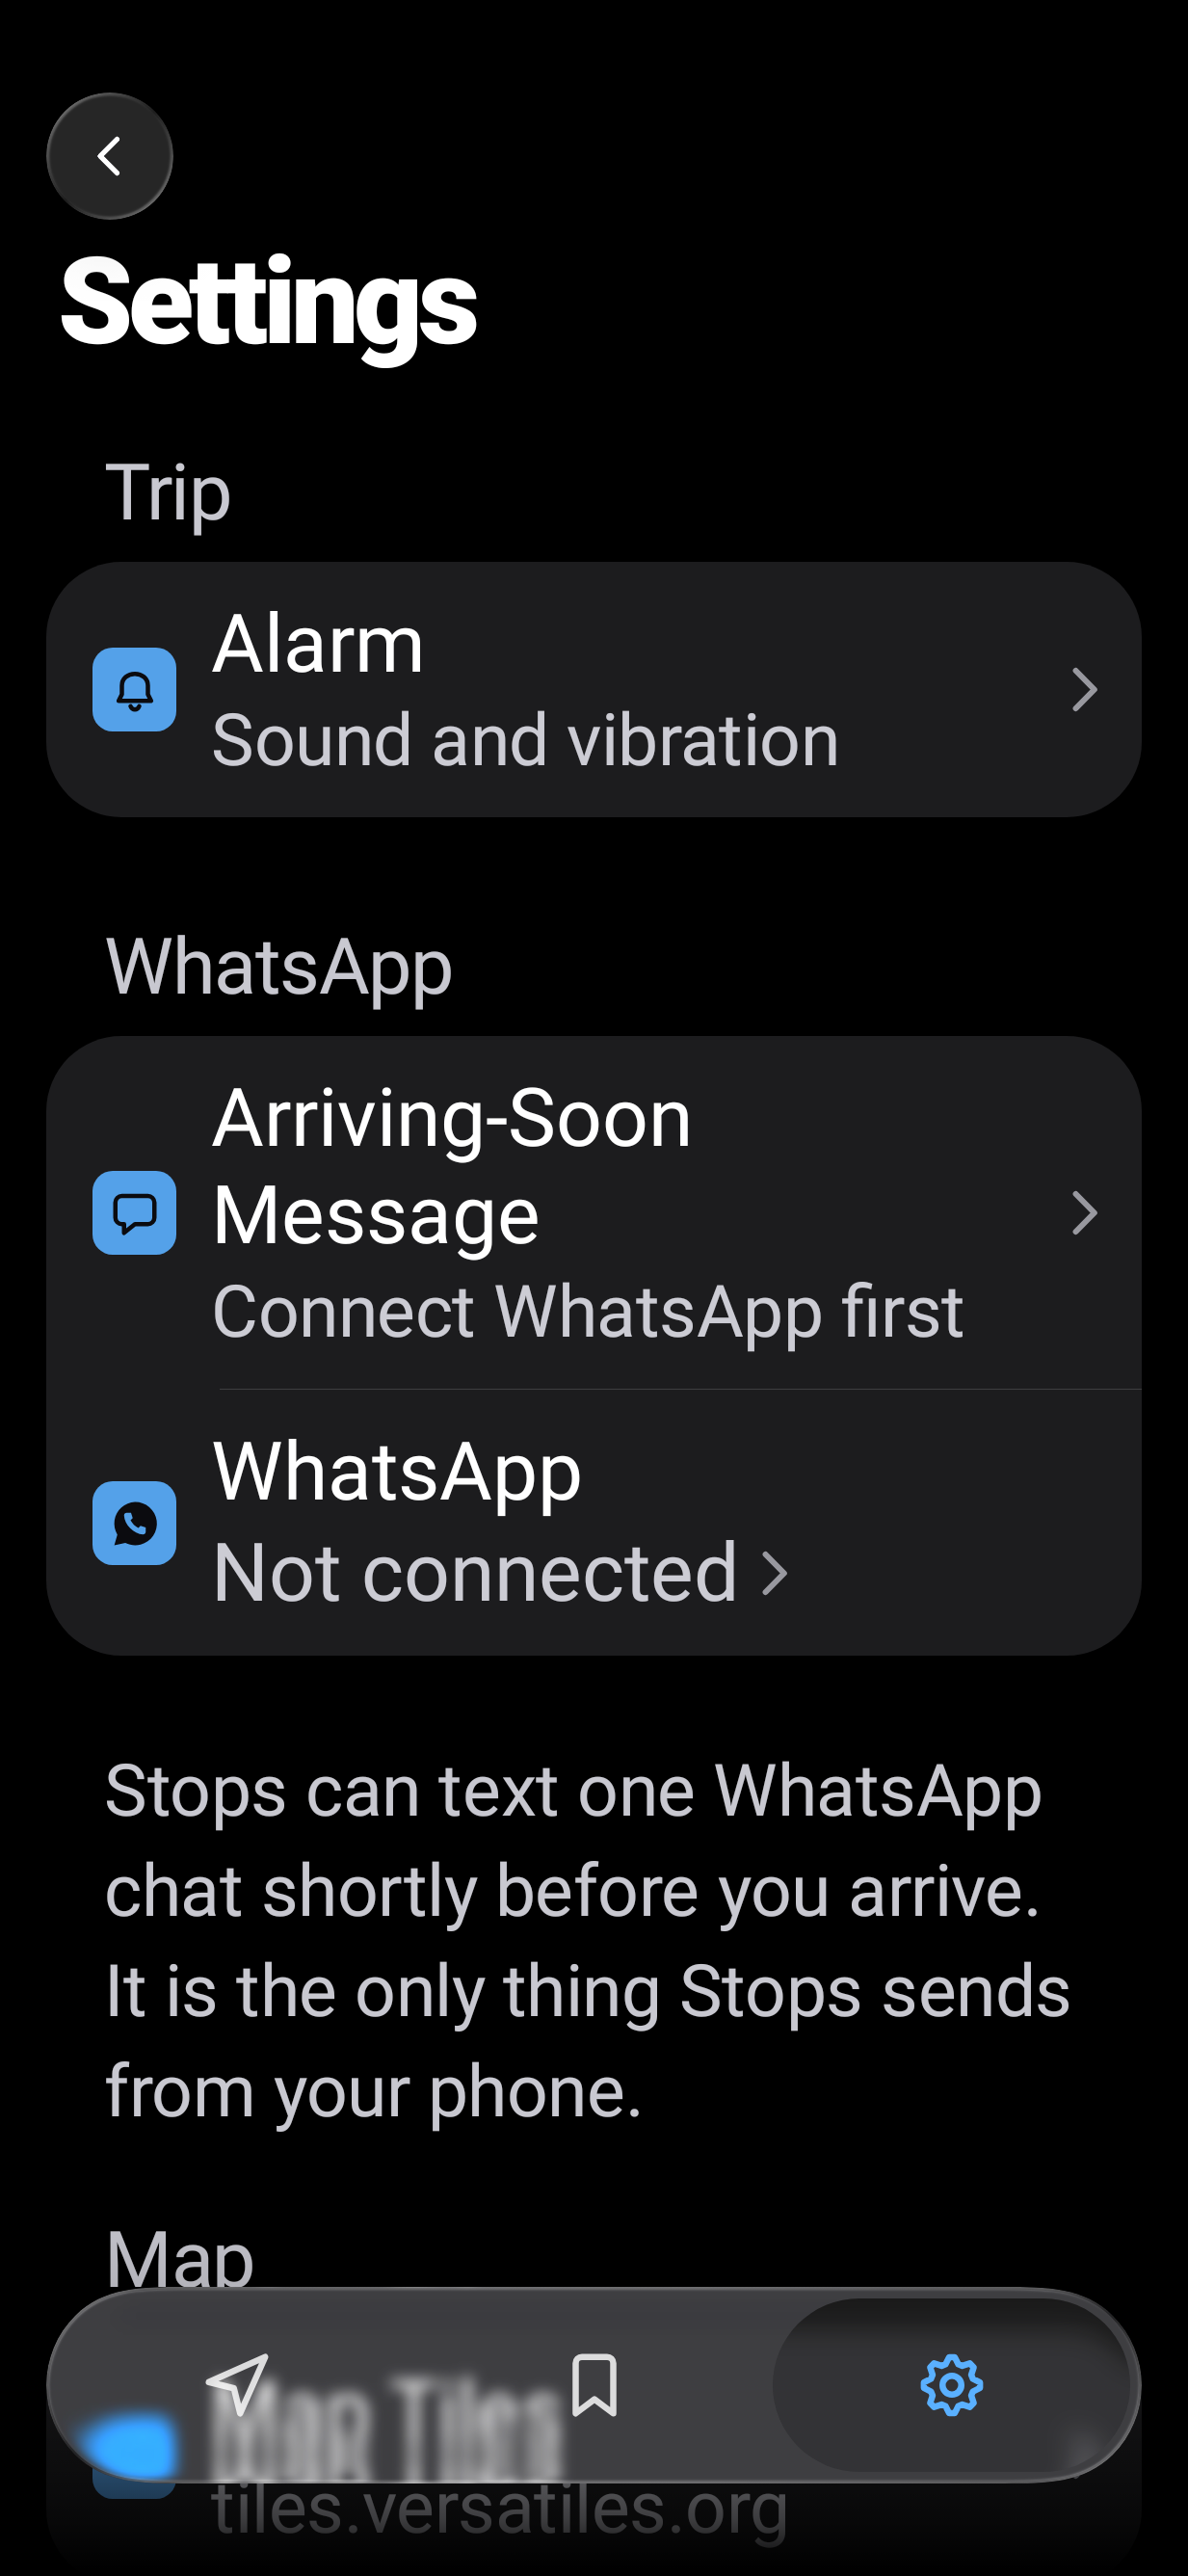 Settings
Trip
Alarm
Sound and vibration
WhatsApp
Arriving-Soon
Message
Connect WhatsApp first
WhatsApp
Not connected
Stops can text one WhatsApp
chat shortly before you arrive.
It is the only thing Stops sends
from your phone.
Map
Map Tiles
tiles.versatiles.org